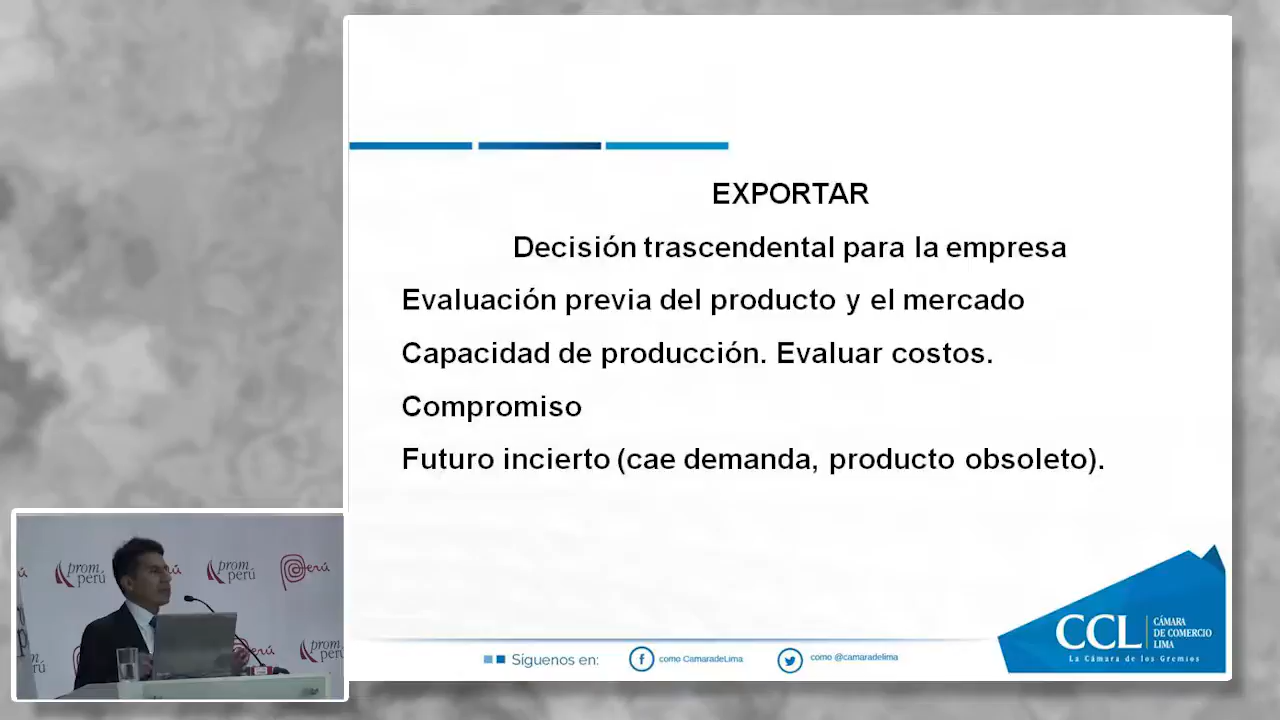 EXPORTAR
Decisión trascendental para la empresa
Evaluación previa del producto y el mercado
Capacidad de producción. Evaluar costos.
Compromiso
Futuro incierto (cae demanda, producto obsoleto).
CCL
CÁMARA
DE COMERCIO
LIMA
La Cámara de los Gremios
Síguenos en:
como CamaradeLima
como @camaradelima
prom
perú
prom
perú
Perú
prom
perú